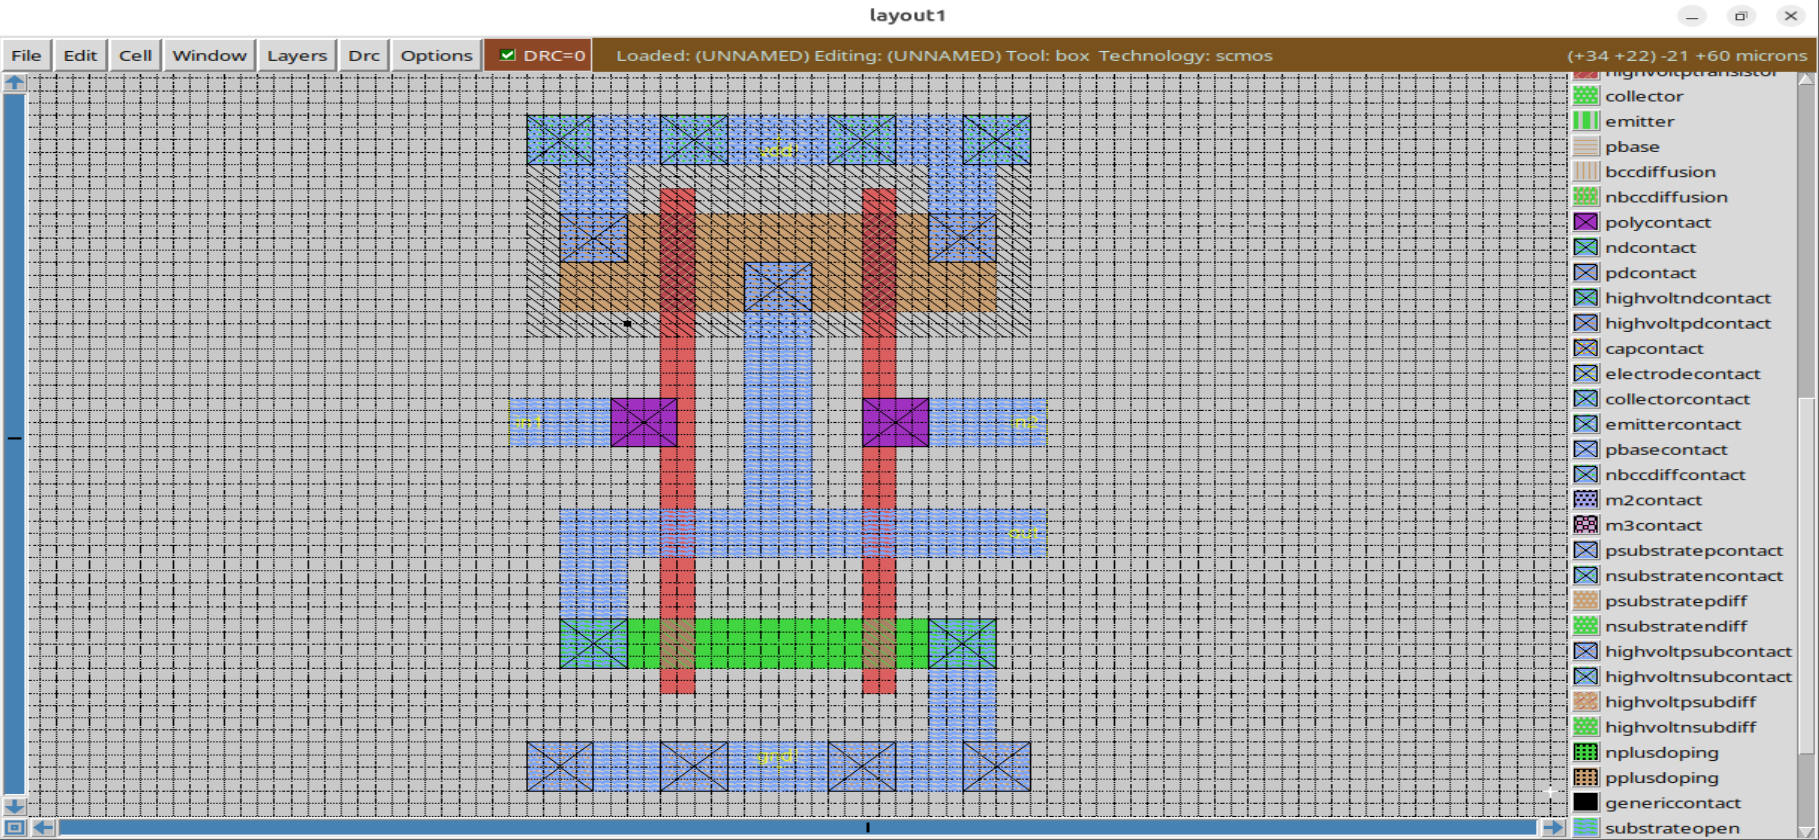 layout1
File Edit Cell Window Layers Drc Options DRC=0 Loaded: (UNNAMED) Editing: (UNNAMED) Tool: box Technology: scmos (+34 +22) -21 +60 microns
highvoltptransistor
collector
emitter
pbase
bccdiffusion
nbccdiffusion
polycontact
ndcontact
pdcontact
highvoltndcontact
highvoltpdcontact
capcontact
electrodecontact
collectorcontact
emittercontact
pbasecontact
nbccdiffcontact
m2contact
m3contact
psubstratepcontact
nsubstratencontact
psubstratepdiff
nsubstratendiff
highvoltpsubcontact
highvoltnsubcontact
highvoltpsubdiff
highvoltnsubdiff
nplusdoping
pplusdoping
genericcontact
substrateopen
vdd!
in1
in2
out
gnd!